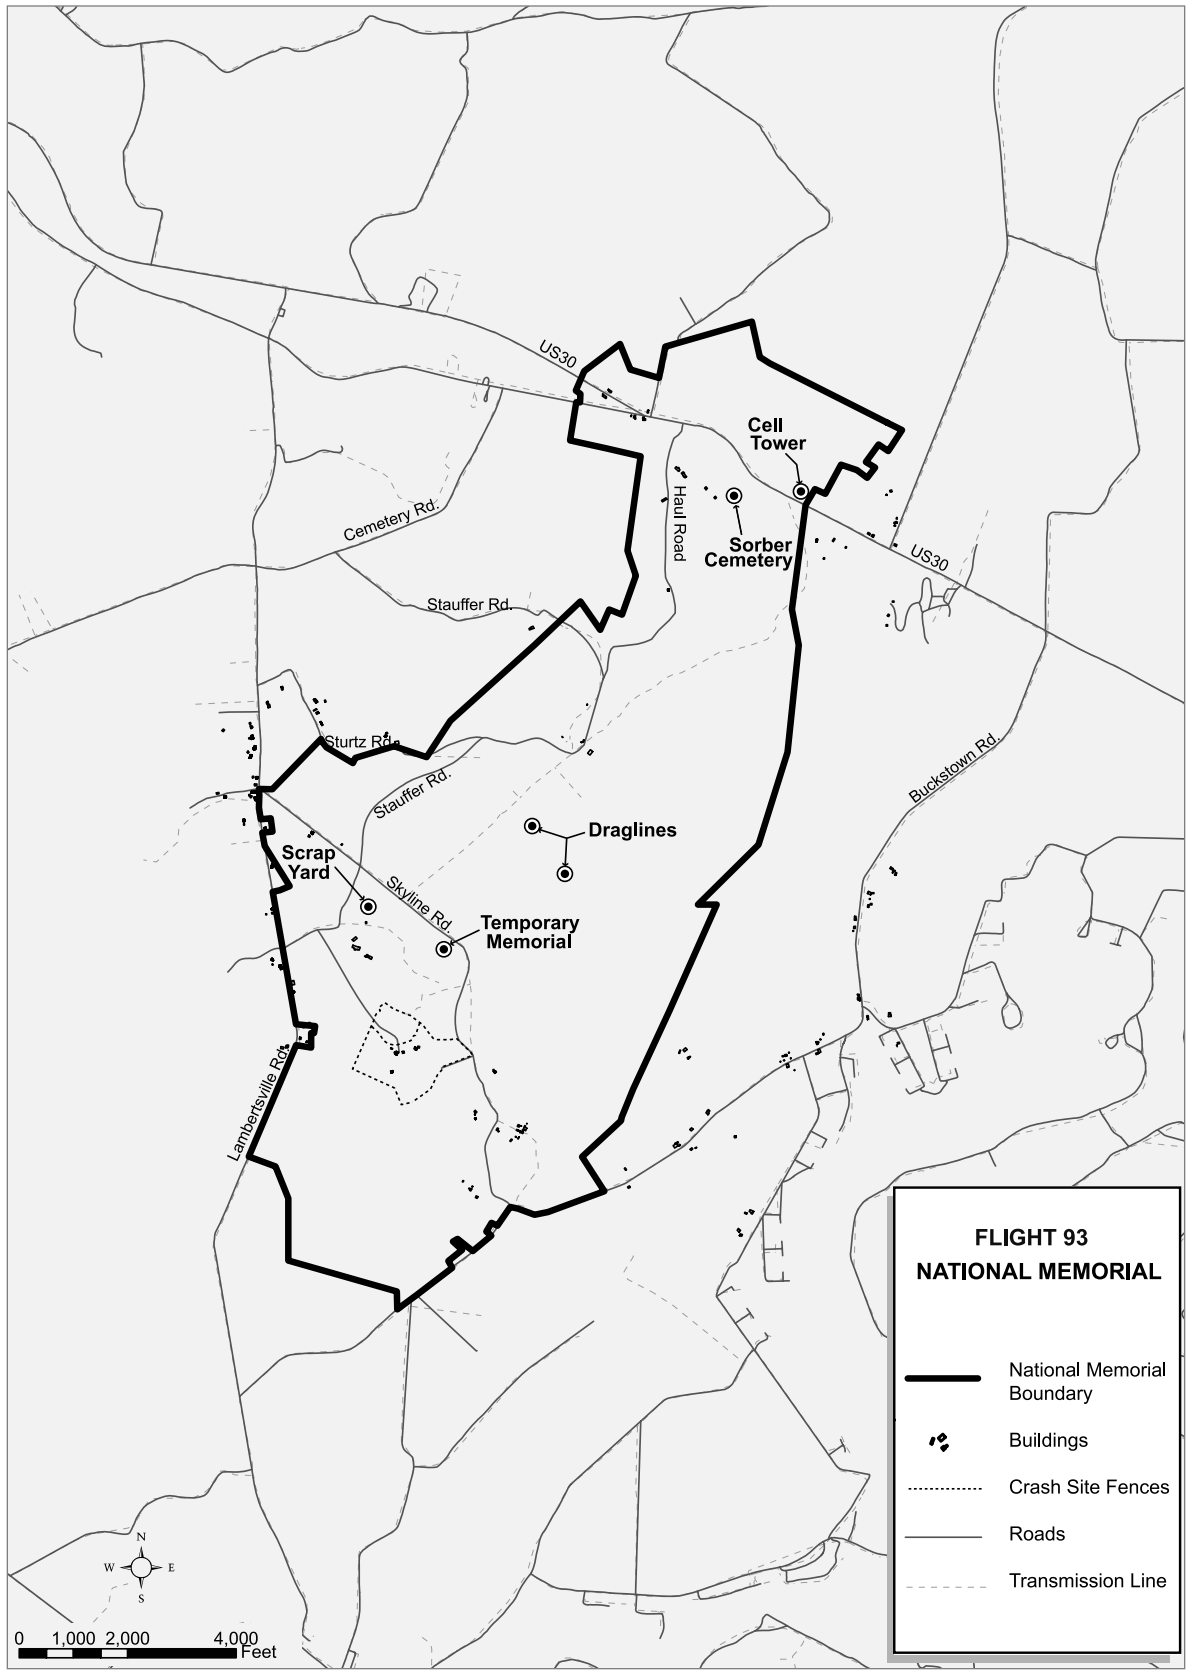 US30
Cell
Tower
Haul Road
Cemetery Rd.
Sorber
Cemetery
US30
Stauffer Rd.
Sturtz Rd.
Buckstown Rd.
Stauffer Rd.
Draglines
Scrap
Yard
Skyline Rd.
Temporary
Memorial
Lambertsville Rd.
FLIGHT 93
NATIONAL MEMORIAL
National Memorial
Boundary
Buildings
Crash Site Fences
Roads
Transmission Line
N
W E
S
0 1,000 2,000 4,000
Feet